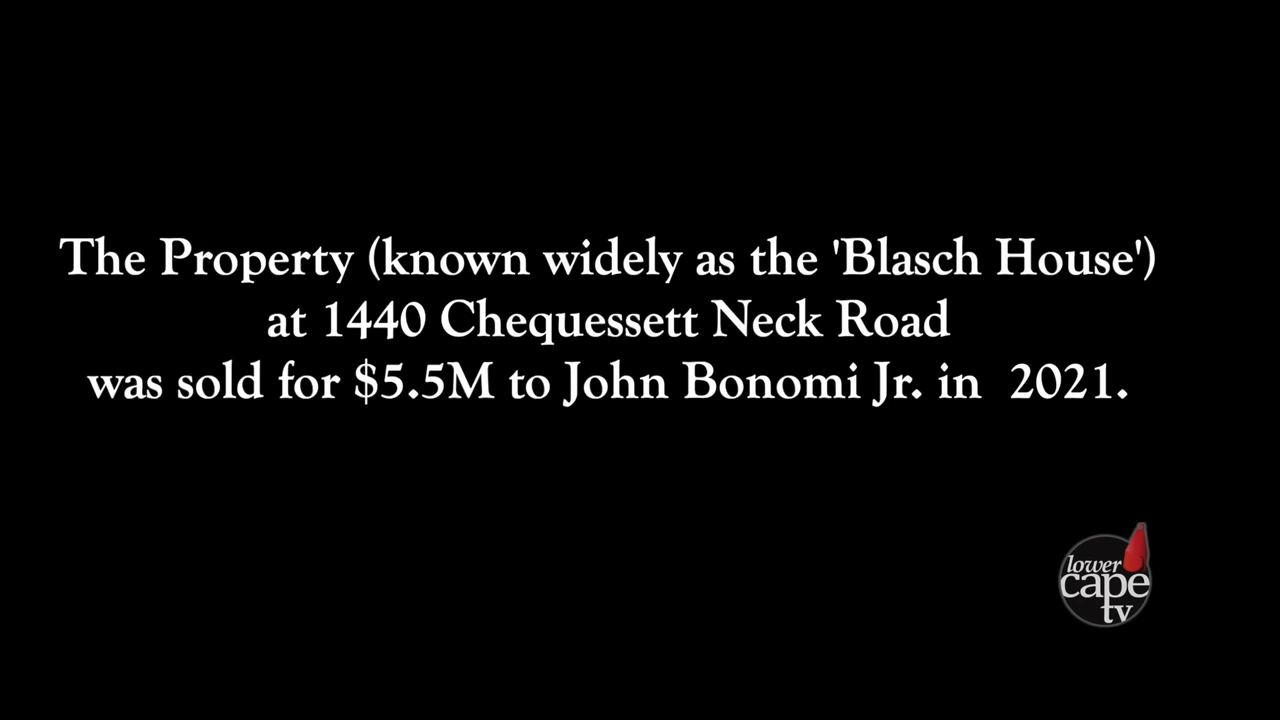 The Property (known widely as the 'Blasch House')
at 1440 Chequessett Neck Road
was sold for $5.5M to John Bonomi Jr. in  2021.
lower
cape
tv